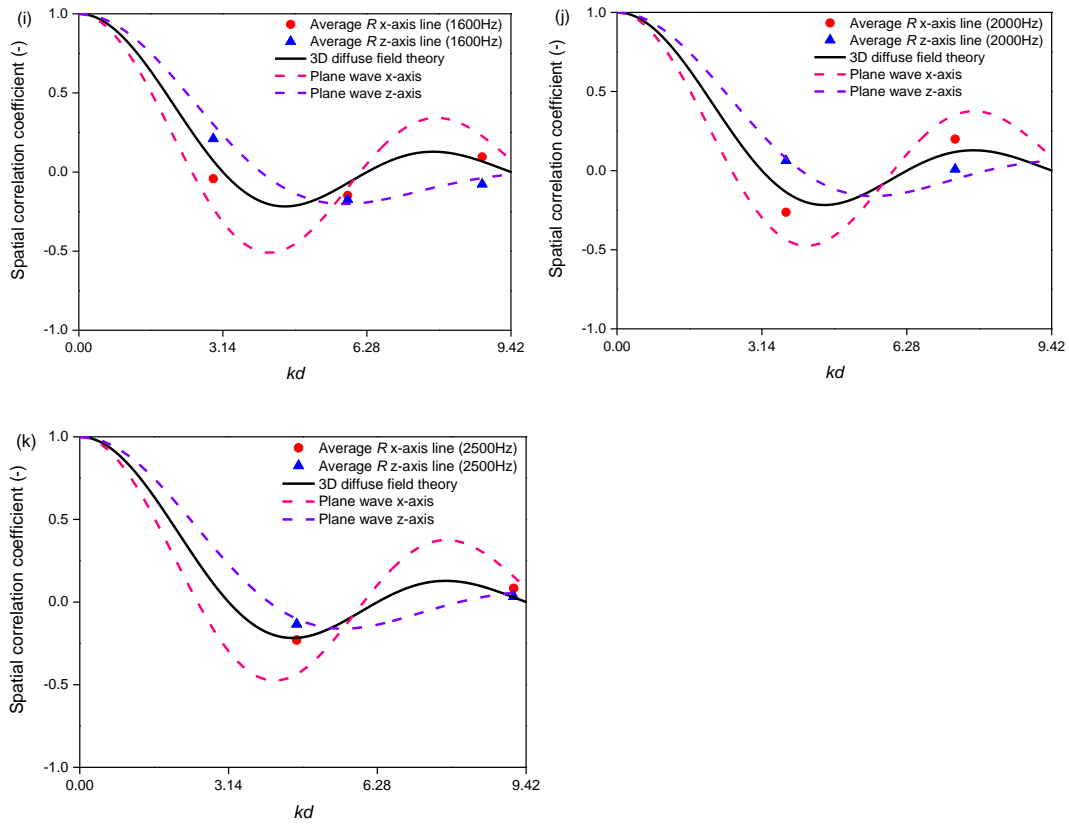 (i)
Average R x-axis line (1600Hz)
Average R z-axis line (1600Hz)
3D diffuse field theory
Plane wave x-axis
Plane wave z-axis
Spatial correlation coefficient (-)
1.0
0.5
0.0
-0.5
-1.0
0.00
3.14
6.28
9.42
kd
(j)
Average R x-axis line (2000Hz)
Average R z-axis line (2000Hz)
3D diffuse field theory
Plane wave x-axis
Plane wave z-axis
Spatial correlation coefficient (-)
1.0
0.5
0.0
-0.5
-1.0
0.00
3.14
6.28
9.42
kd
(k)
Average R x-axis line (2500Hz)
Average R z-axis line (2500Hz)
3D diffuse field theory
Plane wave x-axis
Plane wave z-axis
Spatial correlation coefficient (-)
1.0
0.5
0.0
-0.5
-1.0
0.00
3.14
6.28
9.42
kd